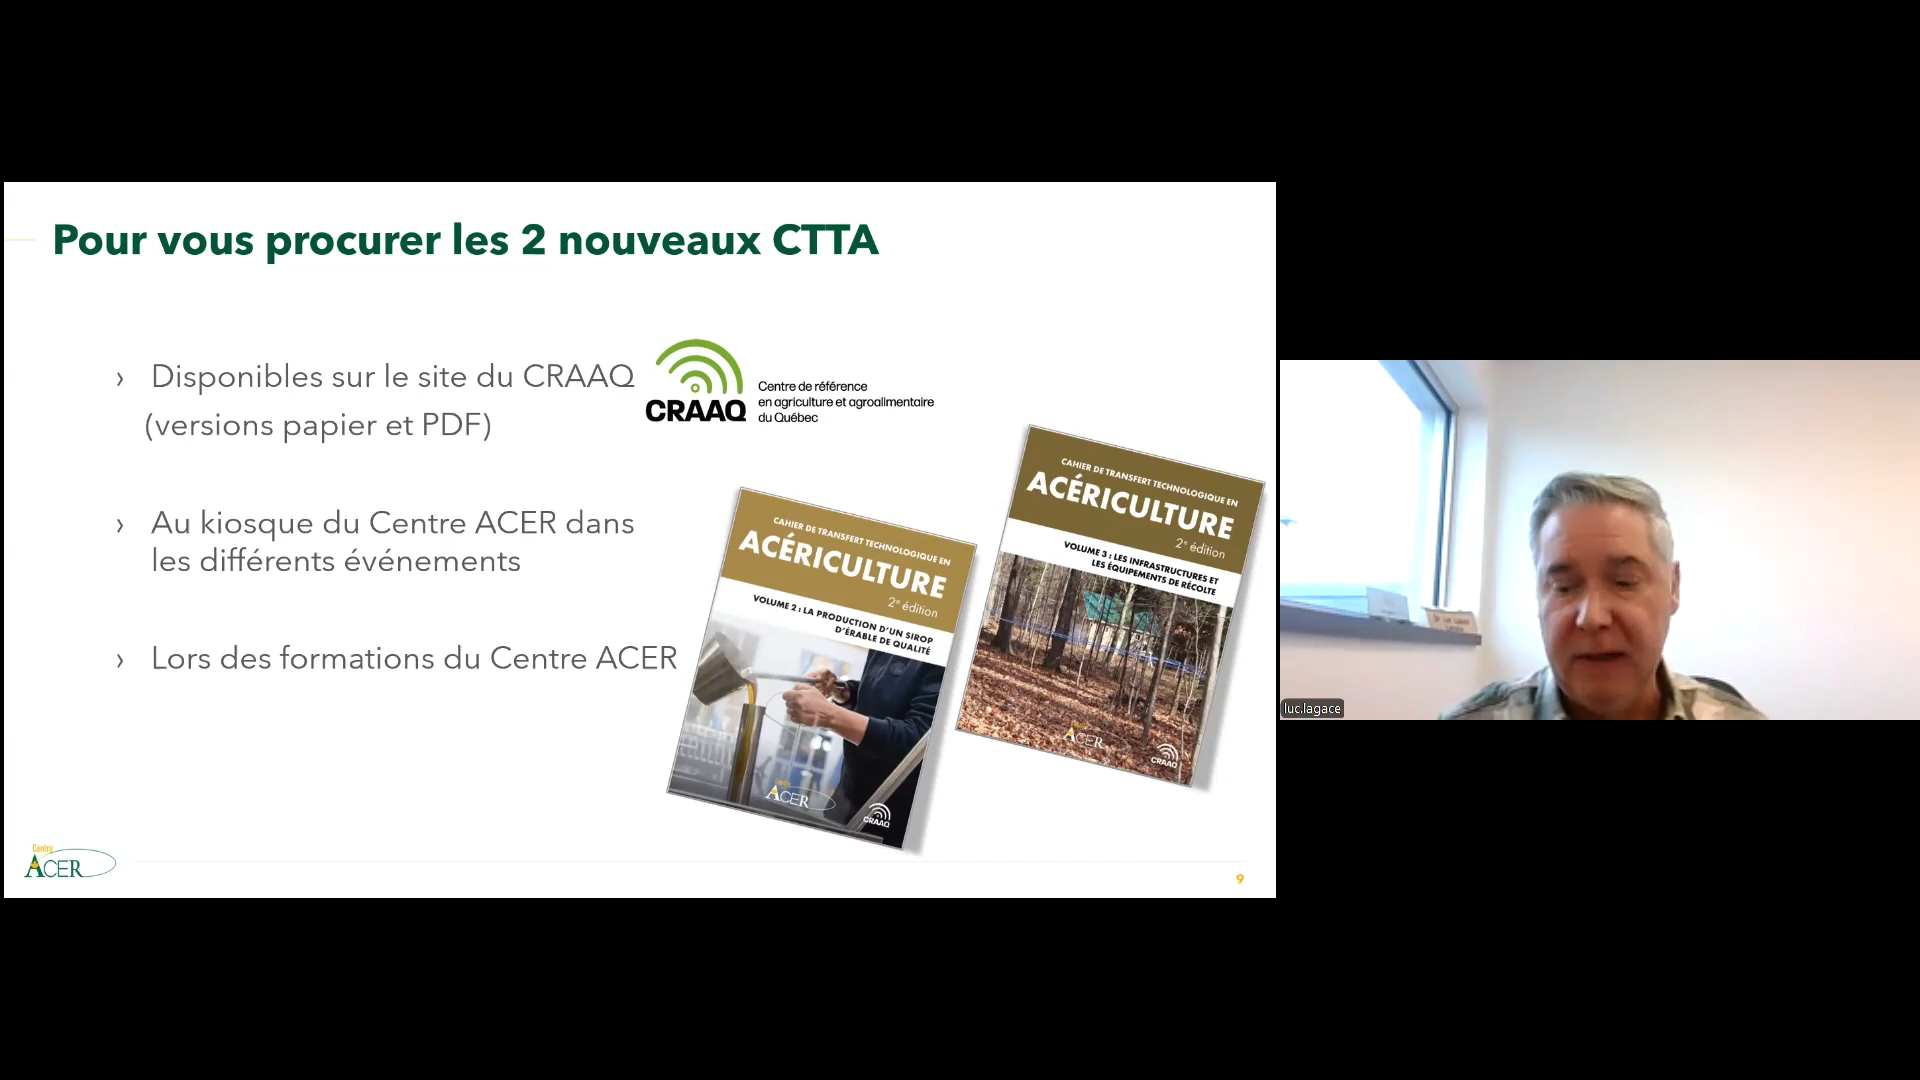 Pour vous procurer les 2 nouveaux CTTA
› Disponibles sur le site du CRAAQ
(versions papier et PDF)
CRAAQ
Centre de référence
en agriculture et agroalimentaire
du Québec
› Au kiosque du Centre ACER dans
les différents événements
› Lors des formations du Centre ACER
CAHIER DE TRANSFERT TECHNOLOGIQUE EN
ACÉRICULTURE
2e édition
VOLUME 2 : LA PRODUCTION D'UN SIROP
D'ÉRABLE DE QUALITÉ
Centre
ACER
CRAAQ
CAHIER DE TRANSFERT TECHNOLOGIQUE EN
ACÉRICULTURE
2e édition
VOLUME 3 : LES INFRASTRUCTURES ET
LES ÉQUIPEMENTS DE RÉCOLTE
ACER
CRAAQ
Centre
ACER
9
luc.lagace